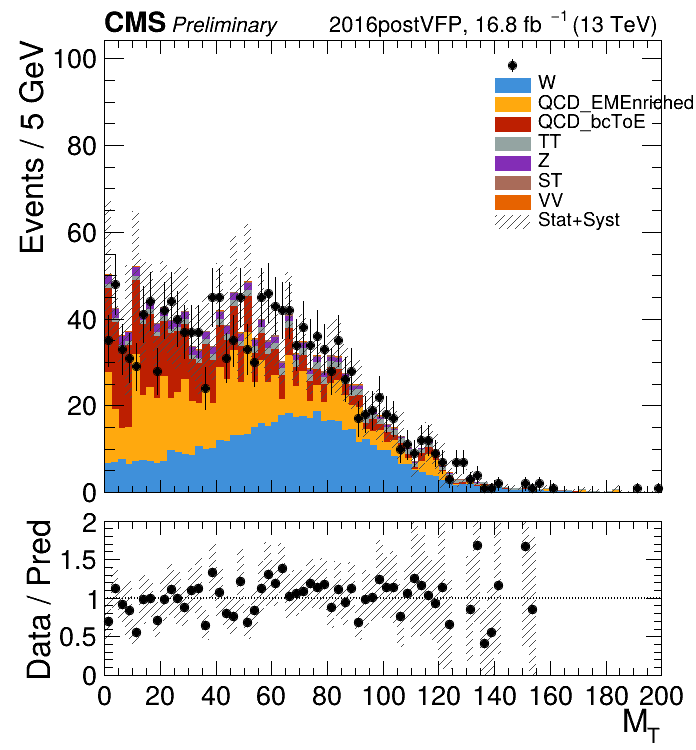 CMS Preliminary 2016postVFP, 16.8 fb⁻¹ (13 TeV)
Events / 5 GeV
100
80
60
40
20
0
W
QCD_EMEnriched
QCD_bcToE
TT
Z
ST
VV
Stat+Syst
Data / Pred
2
1.5
1
0.5
0
0 20 40 60 80 100 120 140 160 180 200
M_T